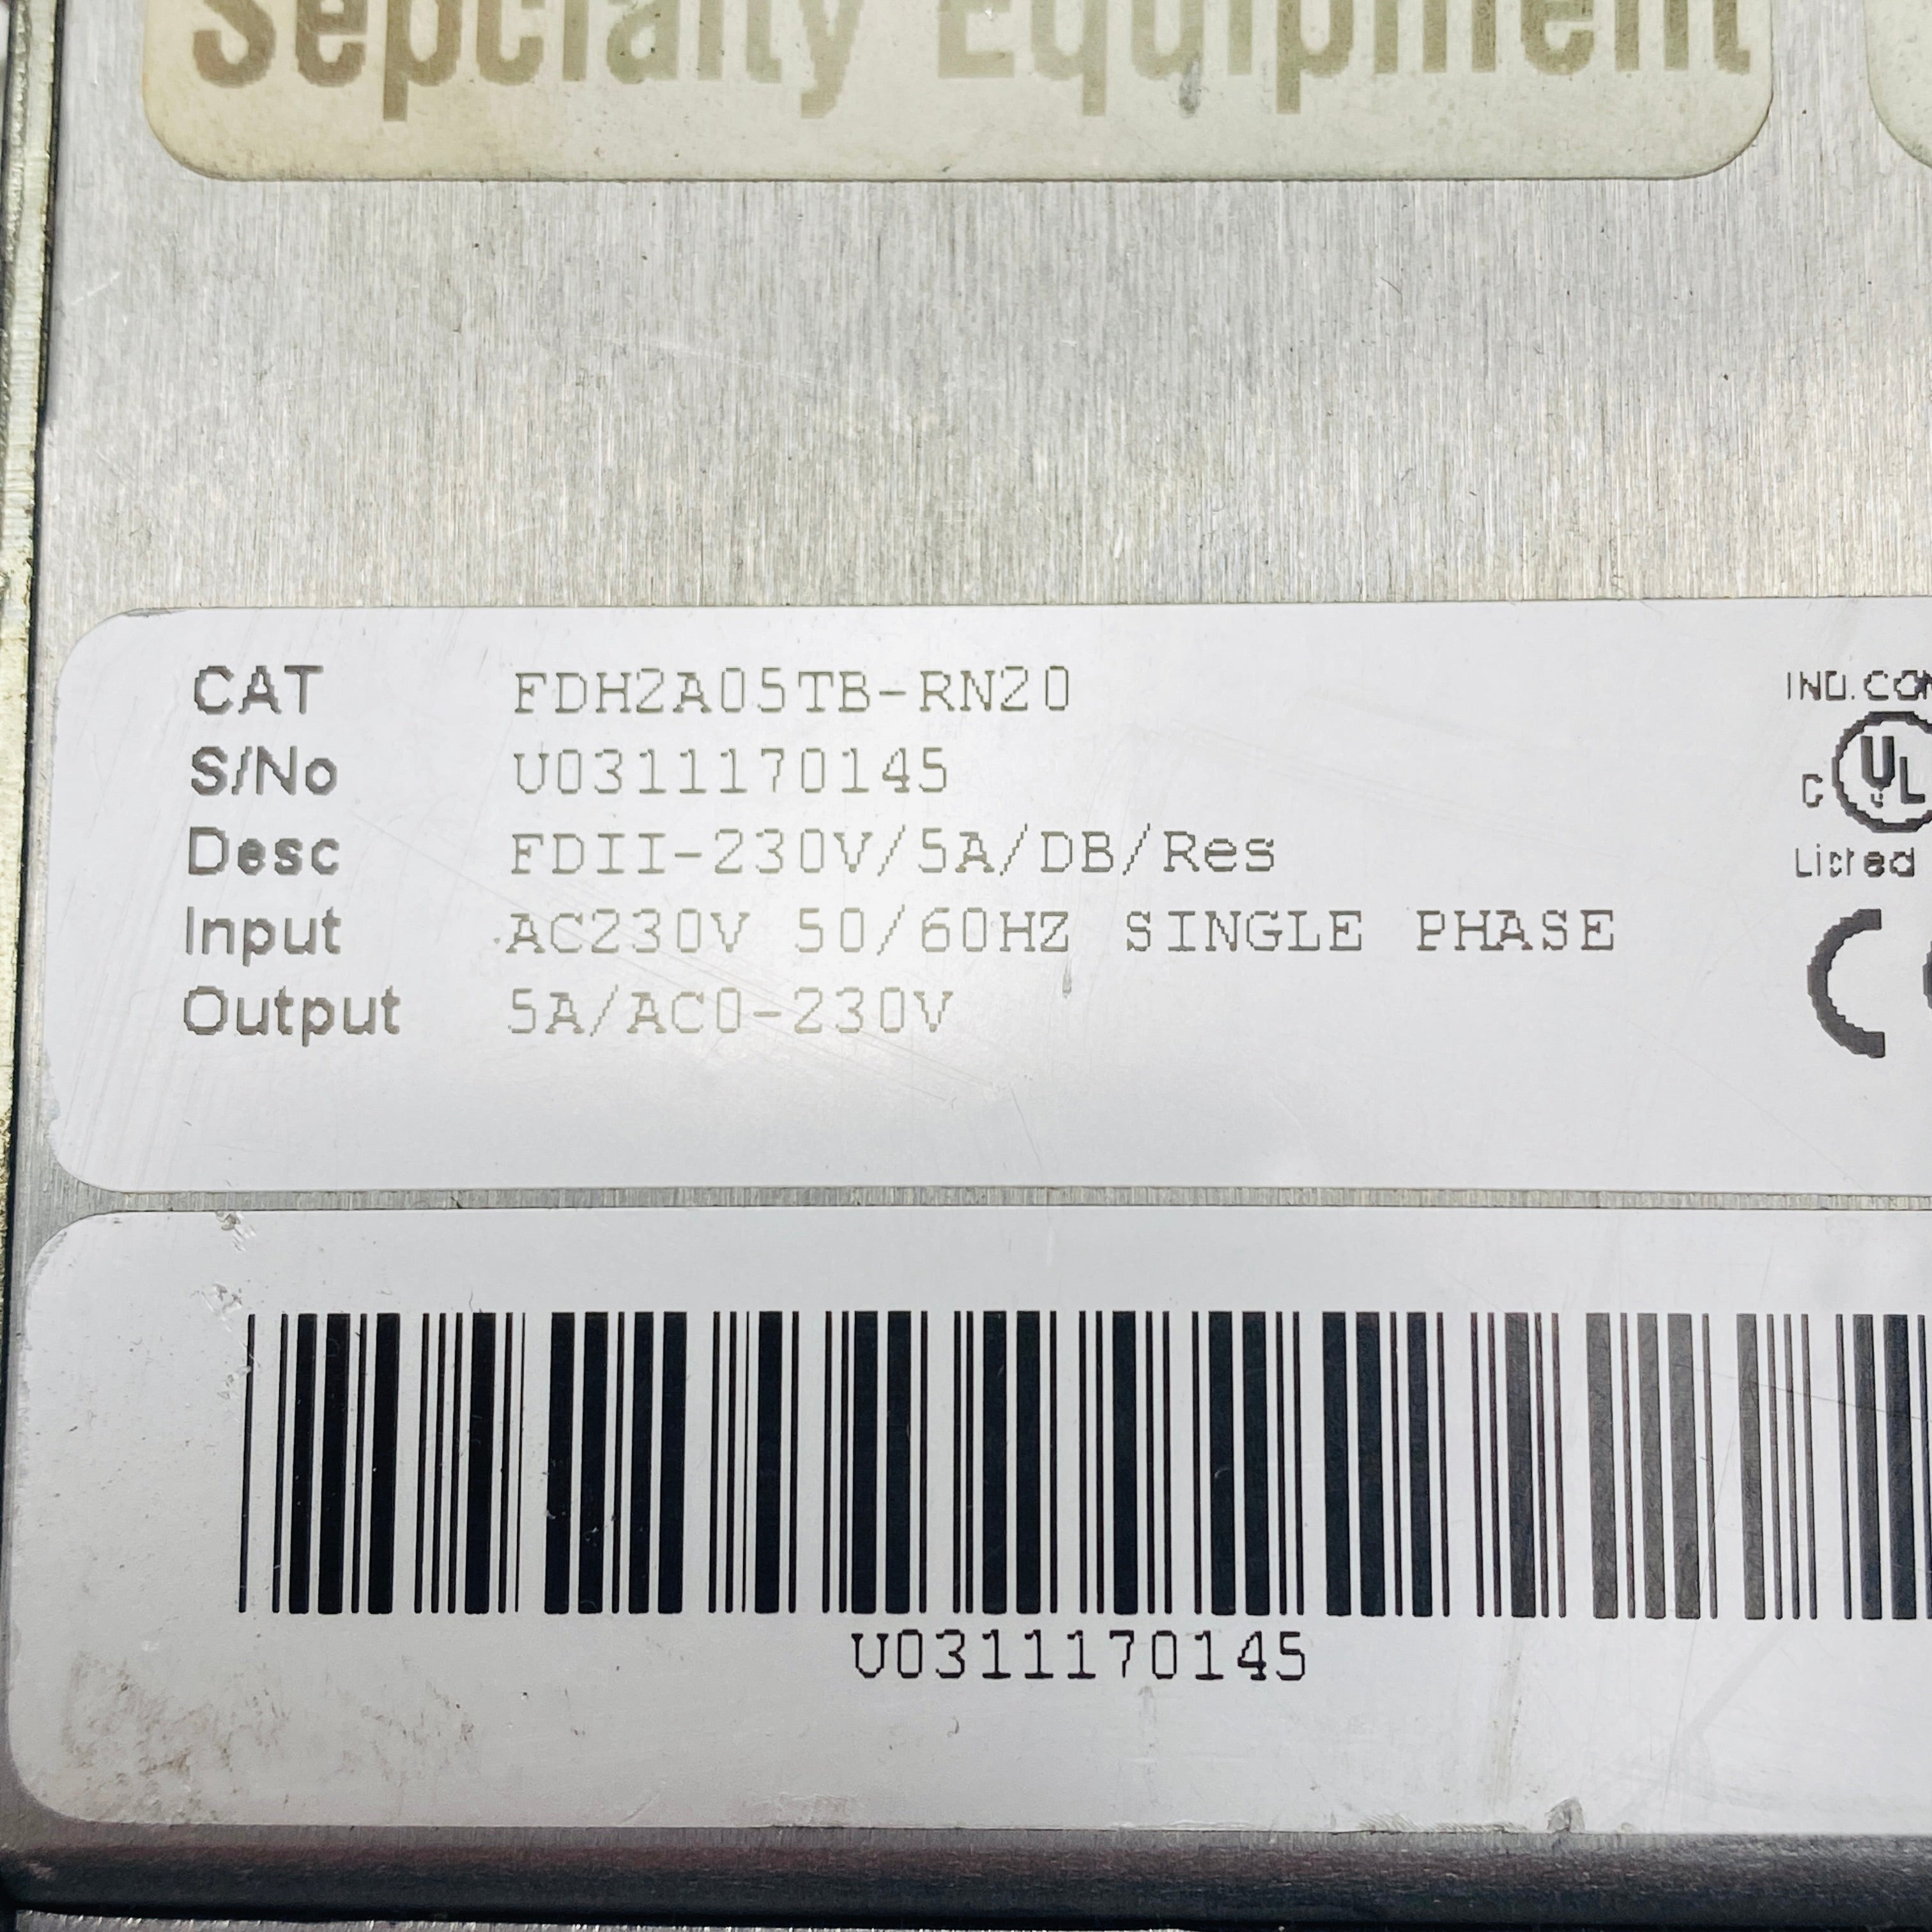 Sepcialty Equipment
CAT FDH2A05TB-RN20
S/No U0311170145
Desc FDII-230V/5A/DB/Res
Input AC230V 50/60HZ SINGLE PHASE
Output 5A/AC0-230V
IND.CON
C UL
Listed
CE
U0311170145